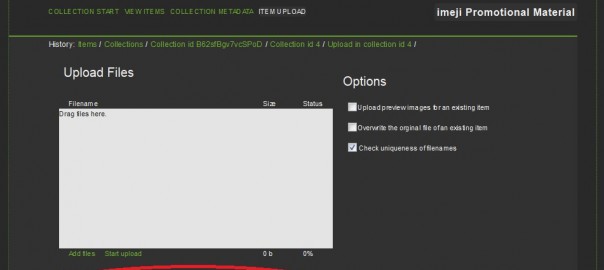 COLLECTION START VIEW ITEMS COLLECTION METADATA ITEM UPLOAD
imeji Promotional Material
History: Items / Collections / Collection id B62sfBgv7vcSPoD / Collection id 4 / Upload in collection id 4 /
Upload Files
Options
Filename Size Status
Drag files here.
Upload preview images for an existing item
Overwrite the orginal file of an existing item
Check uniqueness of filenames
Add files Start upload 0 b 0%